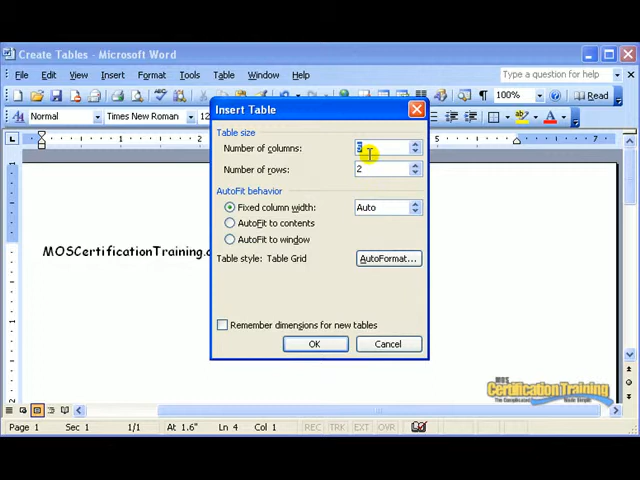 Create Tables - Microsoft Word
File Edit View Insert Format Tools Table Window Help Type a question for help
100% Read
Normal Times New Roman 12
Insert Table
Table size
Number of columns: 5
Number of rows: 2
AutoFit behavior
Fixed column width: Auto
AutoFit to contents
AutoFit to window
Table style: Table Grid AutoFormat...
Remember dimensions for new tables
OK Cancel
MOSCertificationTraining.c
MOS
Certification Training
Page 1 Sec 1 1/1 At 1.6" Ln 4 Col 1 REC TRK EXT OVR